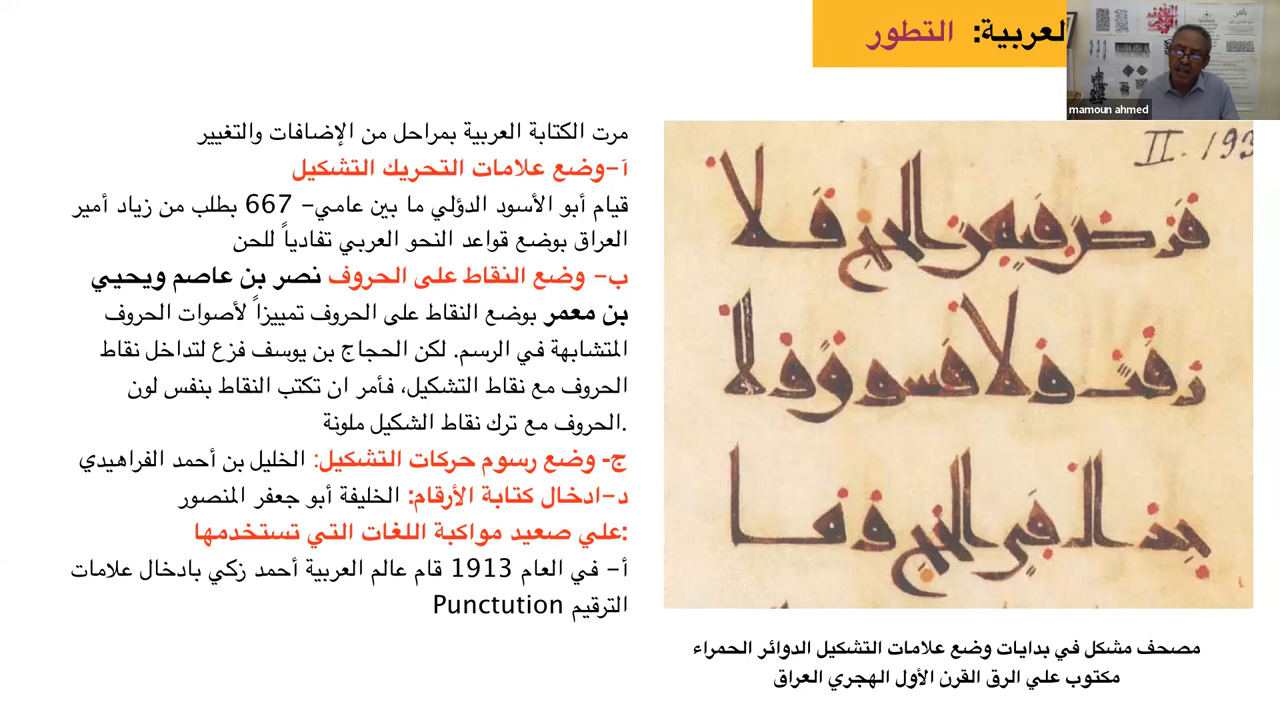 لعربية: التطور
mamoun ahmed
مرت الكتابة العربية بمراحل من الإضافات والتغيير
آ-وضع علامات التحريك التشكيل
قيام أبو الأسود الدؤلي ما بين عامي- 667 بطلب من زياد أمير
العراق بوضع قواعد النحو العربي تفادياً للحن
ب- وضع النقاط على الحروف نصر بن عاصم ويحيي
بن معمر بوضع النقاط على الحروف تمييزاً لأصوات الحروف
المتشابهة في الرسم. لكن الحجاج بن يوسف فزع لتداخل نقاط
الحروف مع نقاط التشكيل، فأمر ان تكتب النقاط بنفس لون
.الحروف مع ترك نقاط الشكيل ملونة
ج- وضع رسوم حركات التشكيل: الخليل بن أحمد الفراهيدي
د-ادخال كتابة الأرقام: الخليفة أبو جعفر المنصور
:علي صعيد مواكبة اللغات التي تستخدمها
أ- في العام 1913 قام عالم العربية أحمد زكي بادخال علامات
الترقيم Punctution
II. 193
فمن فرض فيهن الحج فلا
رفث ولا فسوق ولا
جدال في الحج وما
مصحف مشكل في بدايات وضع علامات التشكيل الدوائر الحمراء
مكتوب علي الرق القرن الأول الهجري العراق